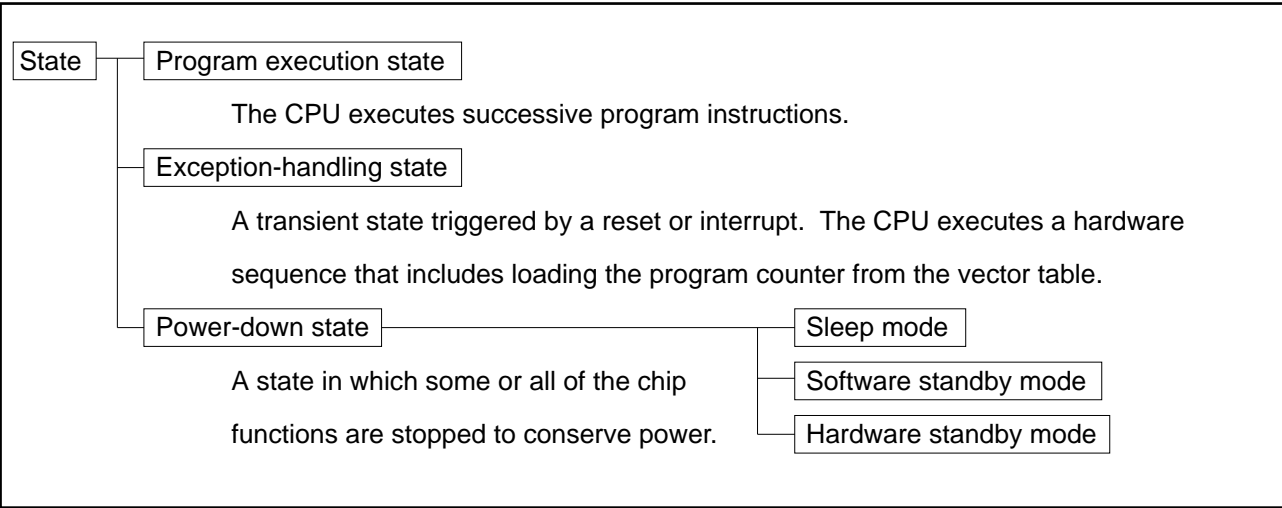 State
Program execution state
The CPU executes successive program instructions.
Exception-handling state
A transient state triggered by a reset or interrupt.  The CPU executes a hardware
sequence that includes loading the program counter from the vector table.
Power-down state
Sleep mode
A state in which some or all of the chip
Software standby mode
functions are stopped to conserve power.
Hardware standby mode